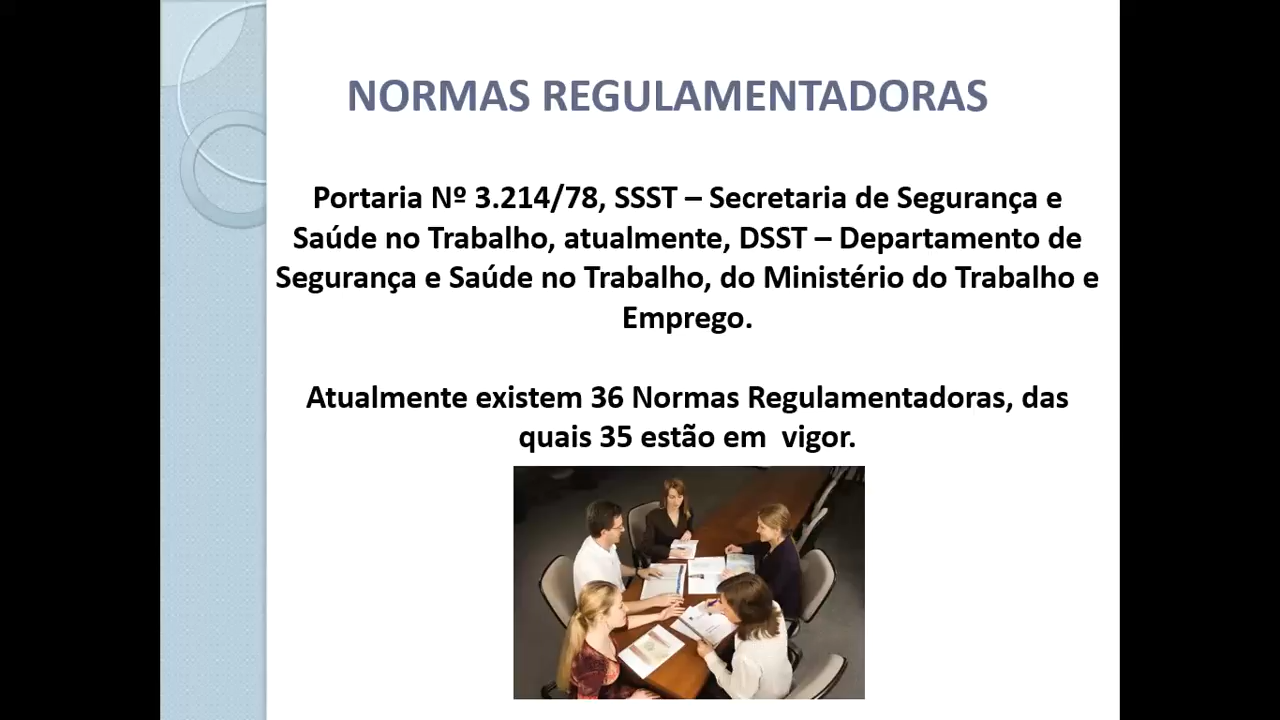 NORMAS REGULAMENTADORAS
Portaria Nº 3.214/78, SSST – Secretaria de Segurança e
Saúde no Trabalho, atualmente, DSST – Departamento de
Segurança e Saúde no Trabalho, do Ministério do Trabalho e
Emprego.
Atualmente existem 36 Normas Regulamentadoras, das
quais 35 estão em  vigor.